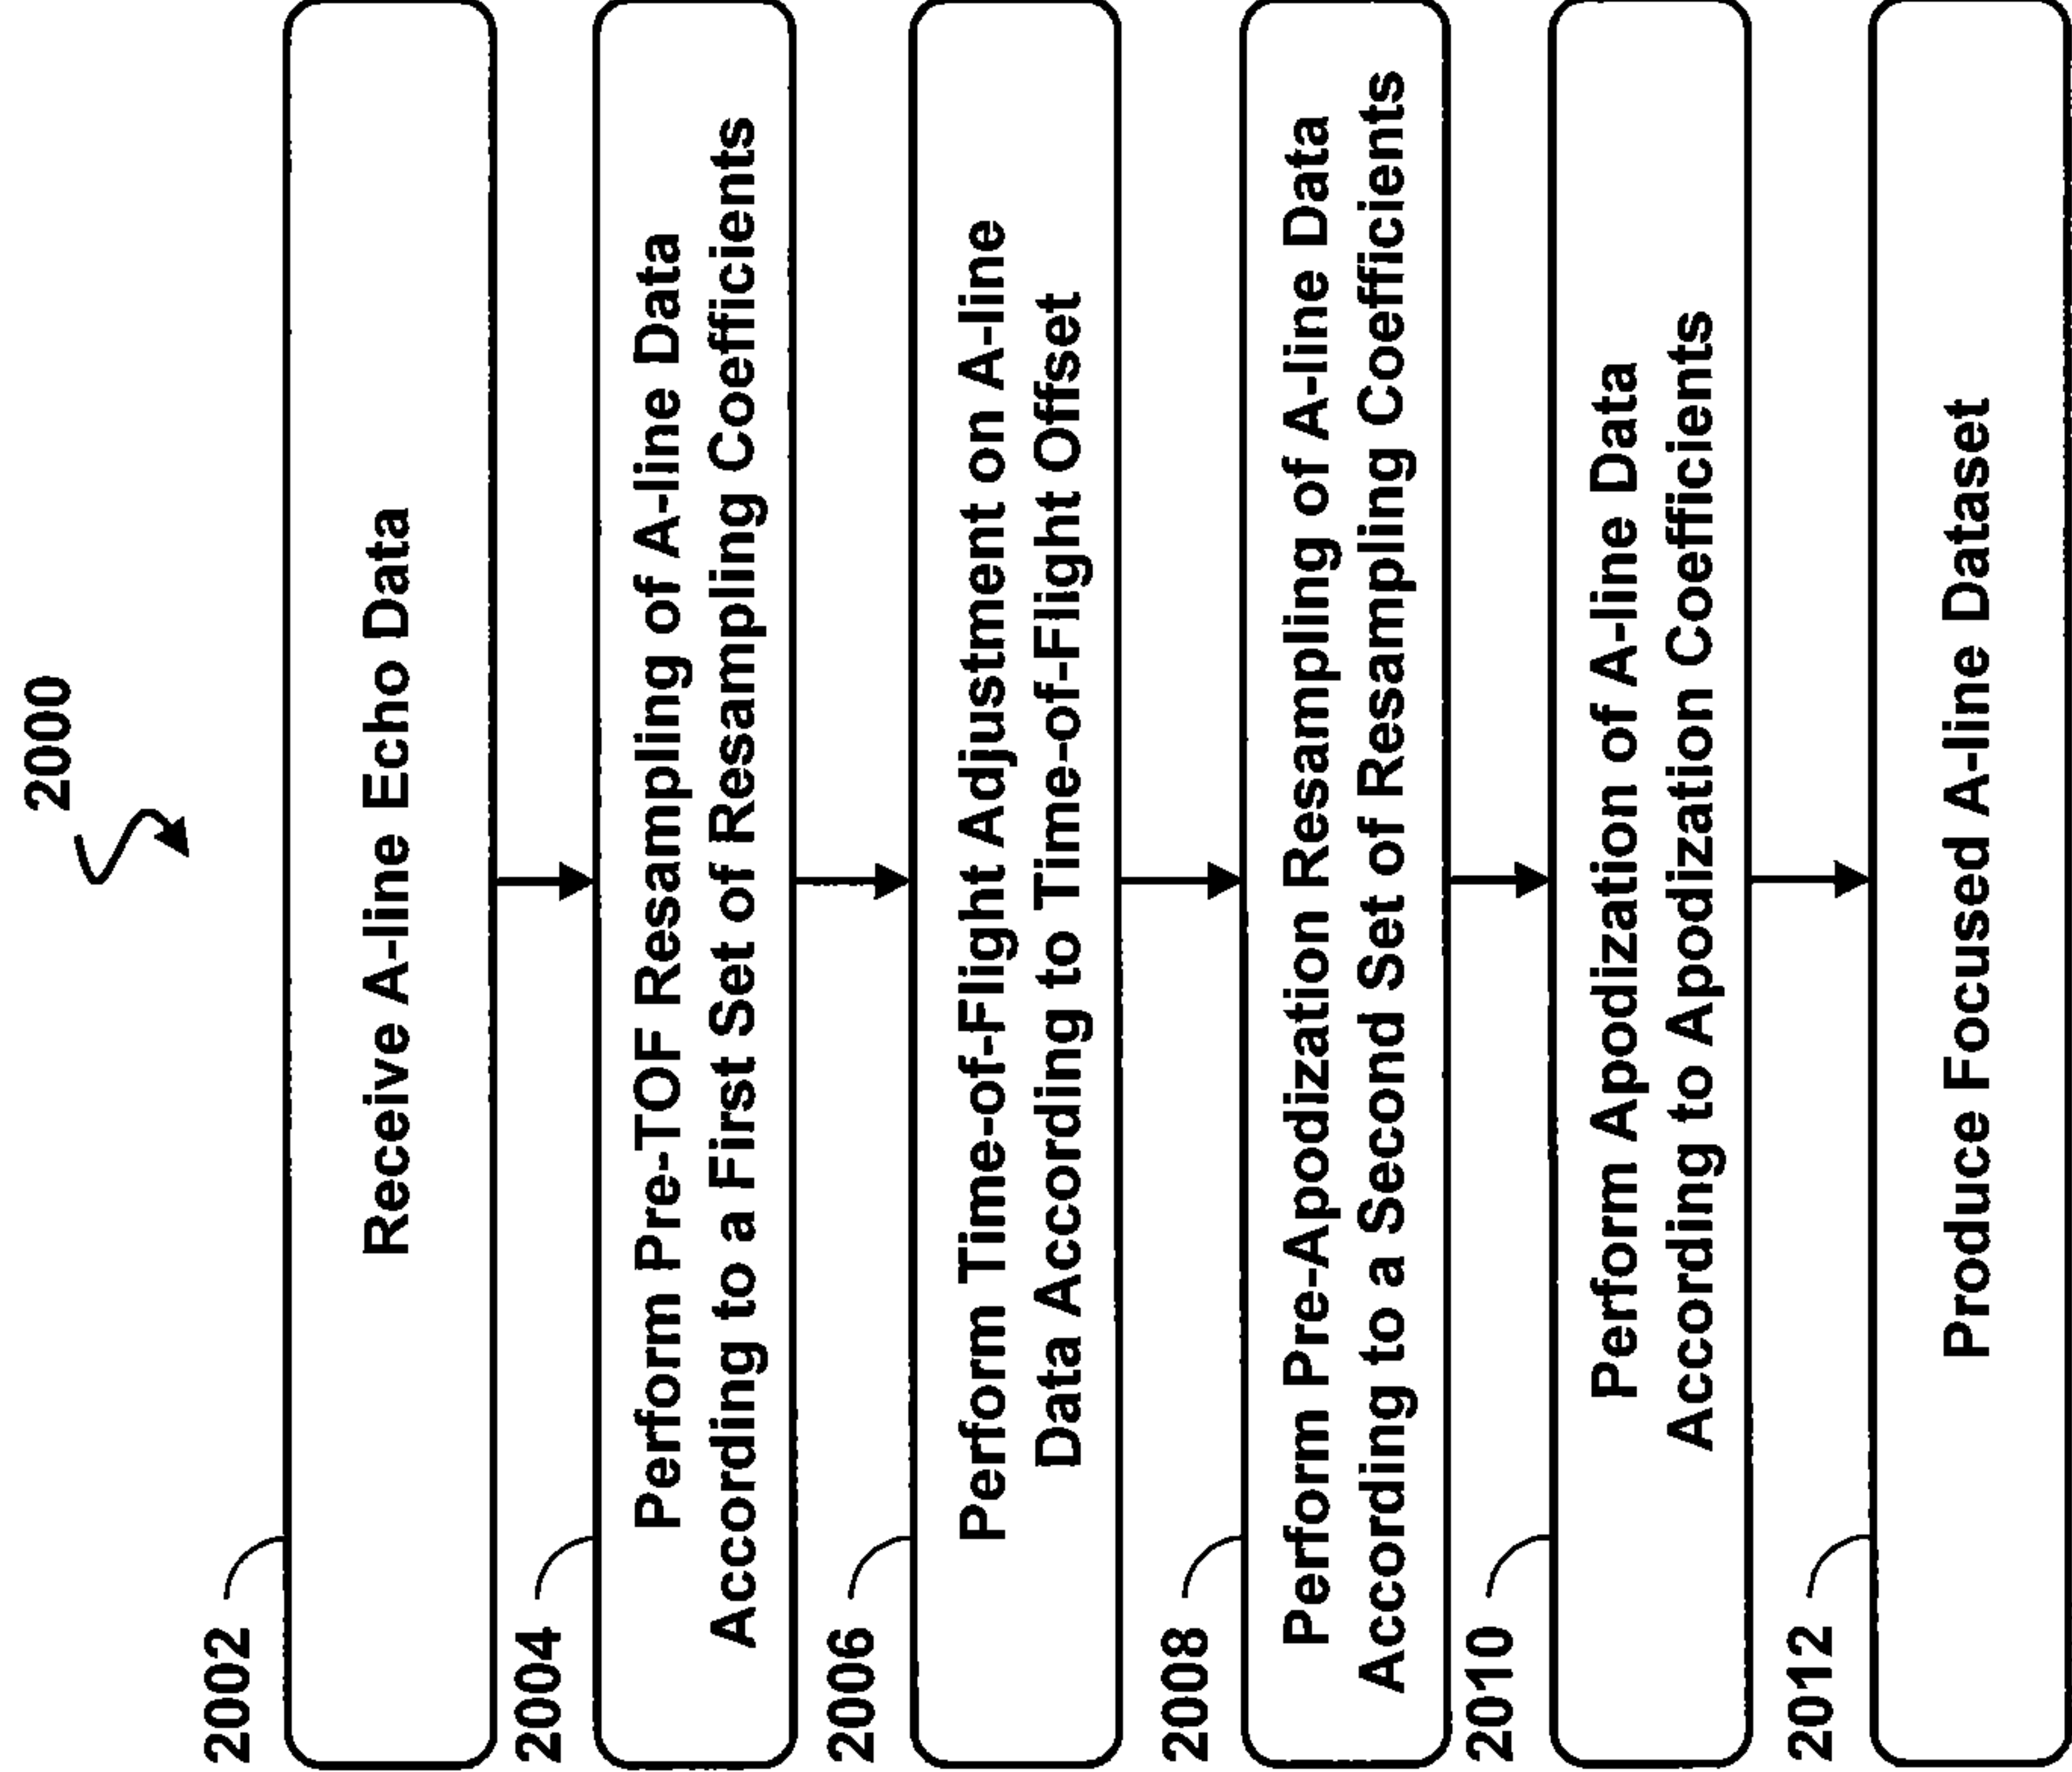 2000
2002
Receive A-line Echo Data
2004
Perform Pre-TOF Resampling of A-line Data
According to a First Set of Resampling Coefficients
2006
Perform Time-of-Flight Adjustment on A-line
Data According to Time-of-Flight Offset
2008
Perform Pre-Apodization Resampling of A-line Data
According to a Second Set of Resampling Coefficients
2010
Perform Apodization of A-line Data
According to Apodization Coefficients
2012
Produce Focused A-line Dataset